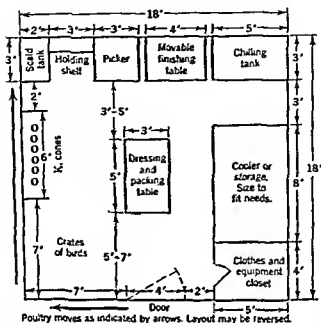 18'
2' 3' 3' 4' 5'
Scald
tank
Holding
shelf
Picker
Movable
finishing
table
Chilling
tank
3'
3'
2'
3'-5'
3'
3'
6'
K. cones
5'
Dressing
and
packing
table
Cooler or
storage.
Size to
fit needs.
8'
18'
7'
Crates
of birds
5'-7'
Clothes and
equipment
closet
4'
7' 4' 2'
Door
5'
Poultry moves as indicated by arrows. Layout may be reversed.